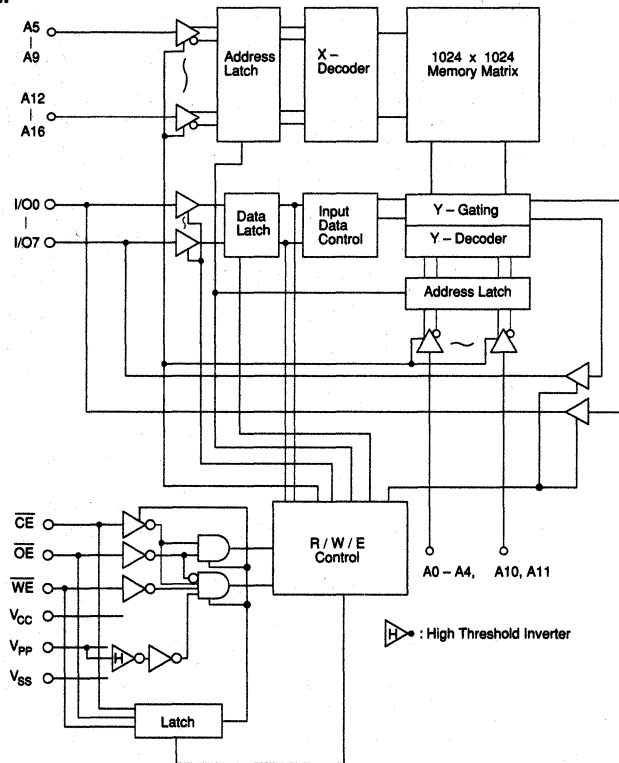 A5
|
A9
A12
|
A16
Address
Latch
X –
Decoder
1024 x 1024
Memory Matrix
I/O0
|
I/O7
Data
Latch
Input
Data
Control
Y – Gating
Y – Decoder
Address Latch
~
R / W / E
Control
CE
OE
WE
VCC
VPP
VSS
H
Latch
A0 – A4, A10, A11
H : High Threshold Inverter